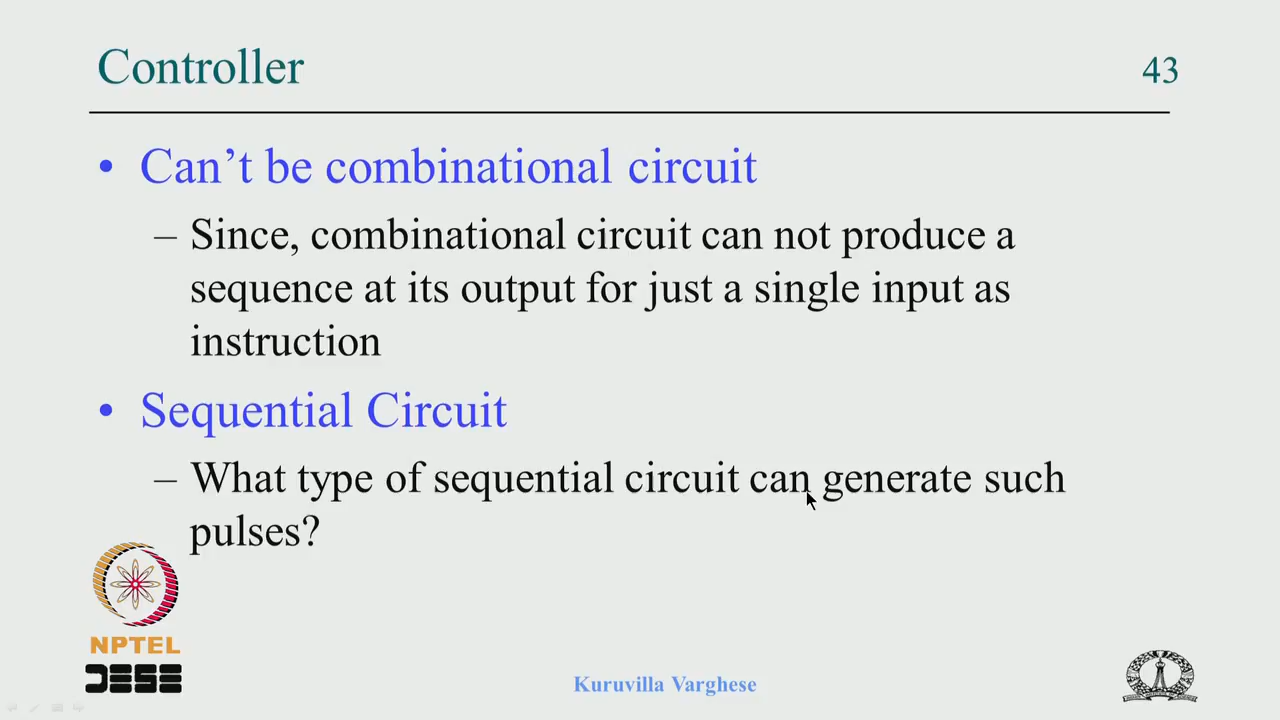 Controller
43
• Can't be combinational circuit
– Since, combinational circuit can not produce a
sequence at its output for just a single input as
instruction
• Sequential Circuit
– What type of sequential circuit can generate such
pulses?
NPTEL
DESE
Kuruvilla Varghese